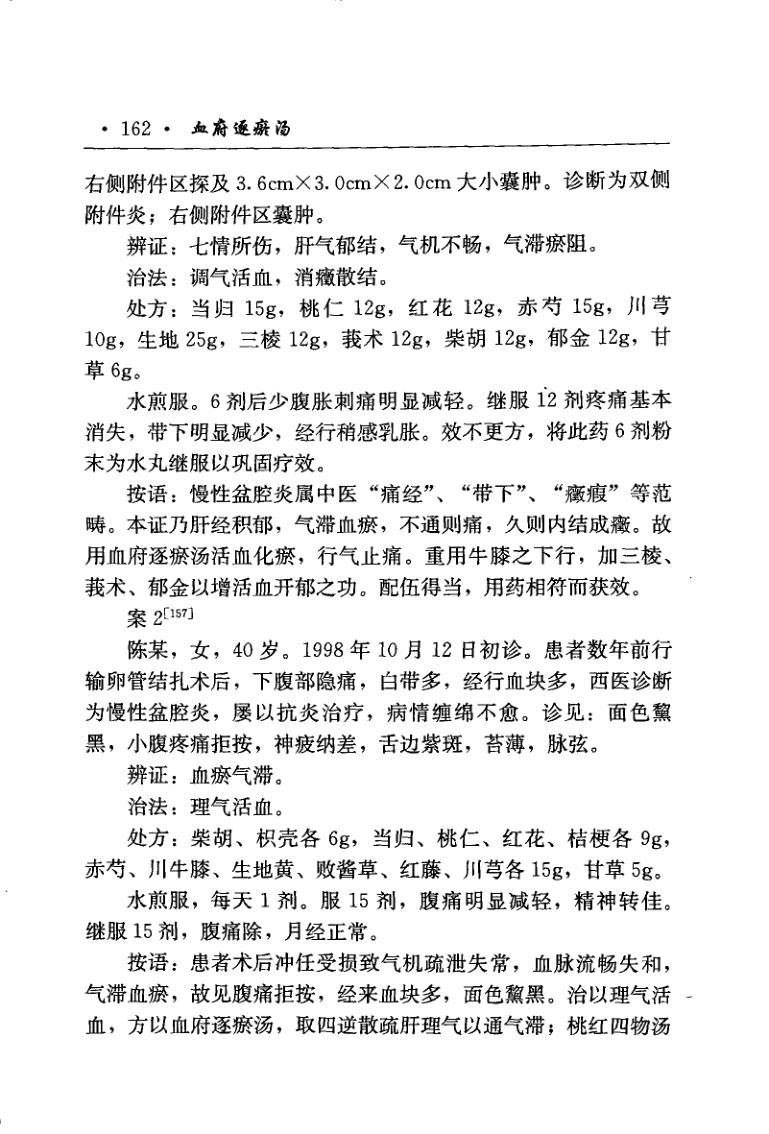 · 162 · 血府逐瘀汤
右侧附件区探及 3.6cm×3.0cm×2.0cm 大小囊肿。诊断为双侧
附件炎；右侧附件区囊肿。
辨证：七情所伤，肝气郁结，气机不畅，气滞瘀阻。
治法：调气活血，消癥散结。
处方：当归 15g，桃仁 12g，红花 12g，赤芍 15g，川芎
10g，生地 25g，三棱 12g，莪术 12g，柴胡 12g，郁金 12g，甘
草 6g。
水煎服。6 剂后少腹胀刺痛明显减轻。继服 12 剂疼痛基本
消失，带下明显减少，经行稍感乳胀。效不更方，将此药 6 剂粉
末为水丸继服以巩固疗效。
按语：慢性盆腔炎属中医“痛经”、“带下”、“癥瘕”等范
畴。本证乃肝经积郁，气滞血瘀，不通则痛，久则内结成癥。故
用血府逐瘀汤活血化瘀，行气止痛。重用牛膝之下行，加三棱、
莪术、郁金以增活血开郁之功。配伍得当，用药相符而获效。
案 2[157]
陈某，女，40 岁。1998 年 10 月 12 日初诊。患者数年前行
输卵管结扎术后，下腹部隐痛，白带多，经行血块多，西医诊断
为慢性盆腔炎，屡以抗炎治疗，病情缠绵不愈。诊见：面色黧
黑，小腹疼痛拒按，神疲纳差，舌边紫斑，苔薄，脉弦。
辨证：血瘀气滞。
治法：理气活血。
处方：柴胡、枳壳各 6g，当归、桃仁、红花、桔梗各 9g，
赤芍、川牛膝、生地黄、败酱草、红藤、川芎各 15g，甘草 5g。
水煎服，每天 1 剂。服 15 剂，腹痛明显减轻，精神转佳。
继服 15 剂，腹痛除，月经正常。
按语：患者术后冲任受损致气机疏泄失常，血脉流畅失和，
气滞血瘀，故见腹痛拒按，经来血块多，面色黧黑。治以理气活
血，方以血府逐瘀汤，取四逆散疏肝理气以通气滞；桃红四物汤